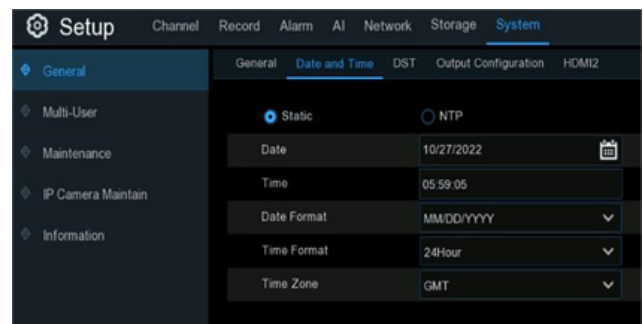 Setup Channel Record Alarm AI Network Storage System
General Date and Time DST Output Configuration HDMI2
General
Multi-User
Maintenance
IP Camera Maintain
Information
Static NTP
Date 10/27/2022
Time 05:59:05
Date Format MM/DD/YYYY
Time Format 24Hour
Time Zone GMT